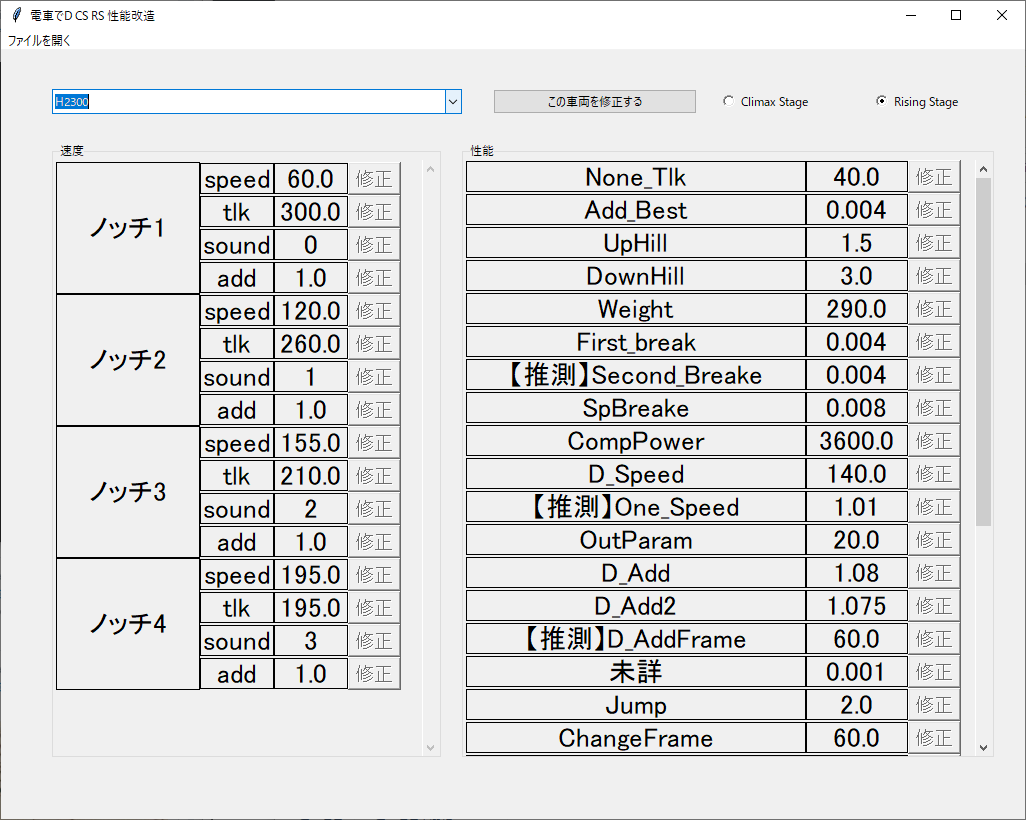 電車でD CS RS 性能改造
ファイルを開く
H2300
この車両を修正する
Climax Stage
Rising Stage
速度
ノッチ1
speed 60.0 修正
tlk 300.0 修正
sound 0 修正
add 1.0 修正
ノッチ2
speed 120.0 修正
tlk 260.0 修正
sound 1 修正
add 1.0 修正
ノッチ3
speed 155.0 修正
tlk 210.0 修正
sound 2 修正
add 1.0 修正
ノッチ4
speed 195.0 修正
tlk 195.0 修正
sound 3 修正
add 1.0 修正
性能
None_Tlk 40.0 修正
Add_Best 0.004 修正
UpHill 1.5 修正
DownHill 3.0 修正
Weight 290.0 修正
First_break 0.004 修正
【推測】Second_Breake 0.004 修正
SpBreake 0.008 修正
CompPower 3600.0 修正
D_Speed 140.0 修正
【推測】One_Speed 1.01 修正
OutParam 20.0 修正
D_Add 1.08 修正
D_Add2 1.075 修正
【推測】D_AddFrame 60.0 修正
未詳 0.001 修正
Jump 2.0 修正
ChangeFrame 60.0 修正